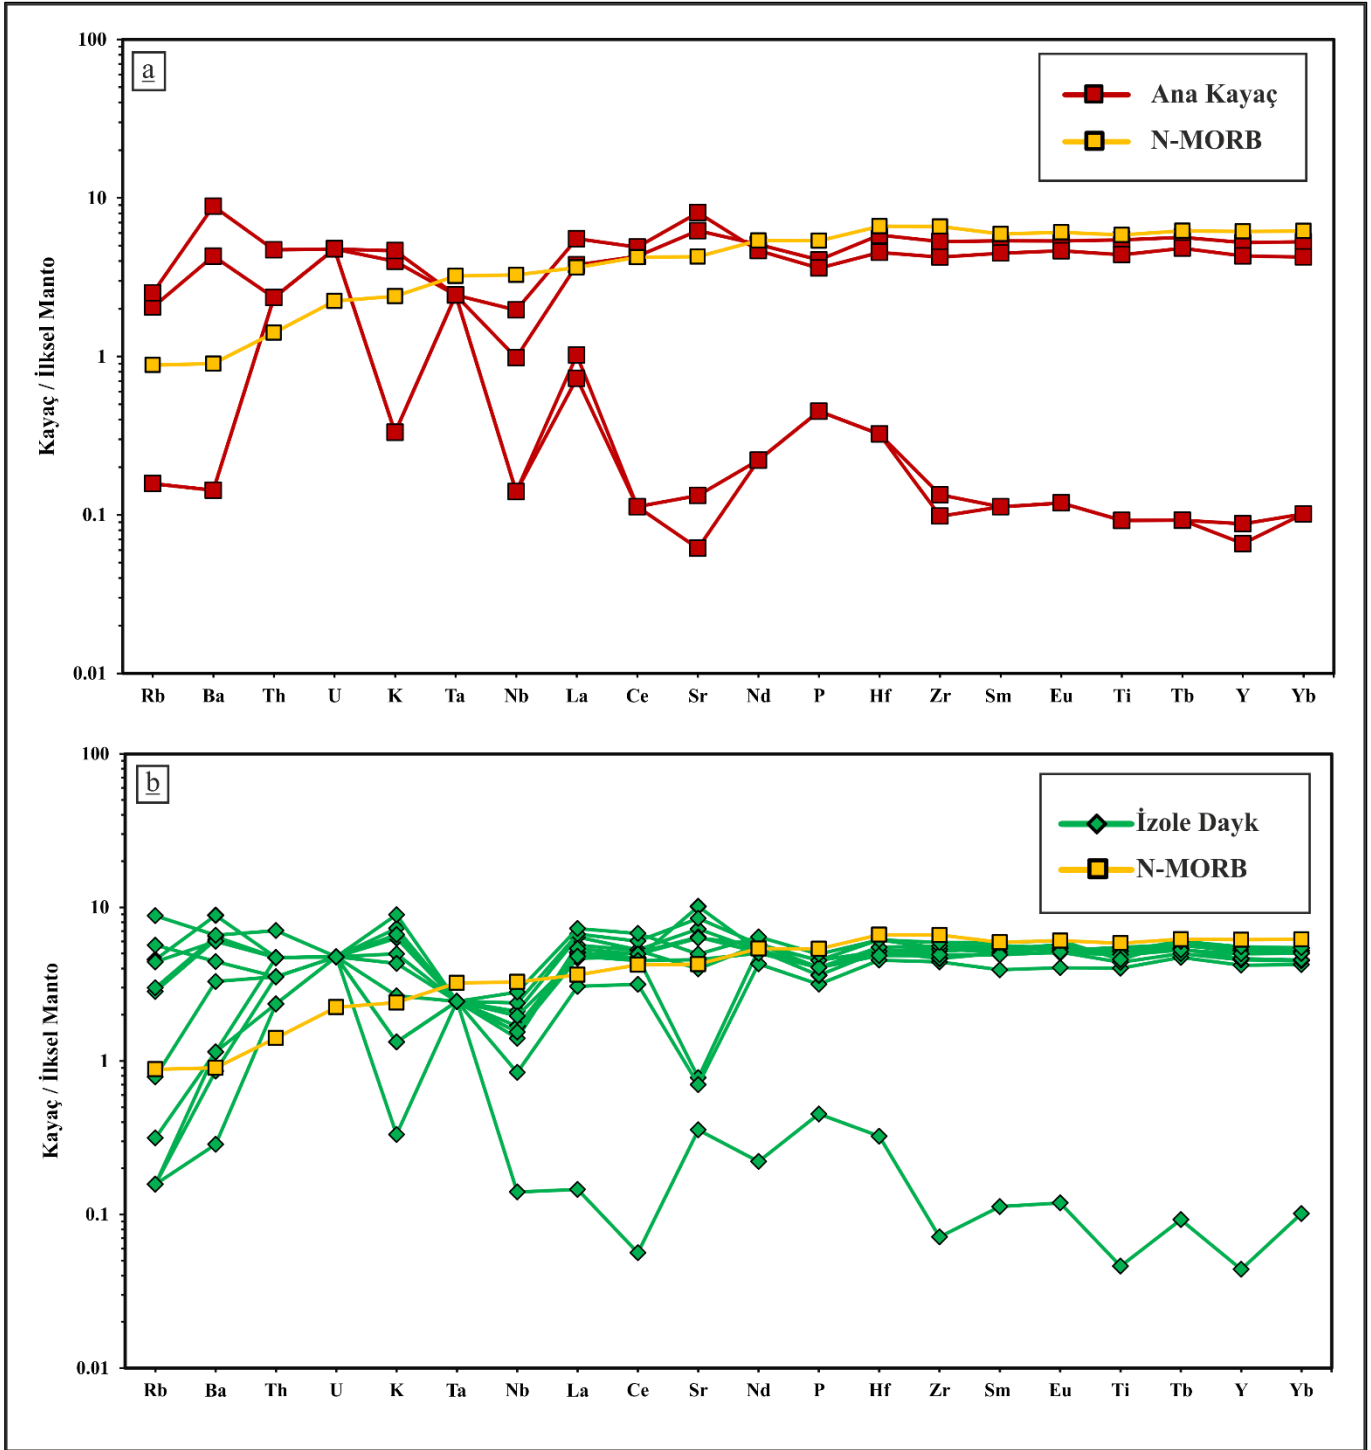 a
100
10
1
0.1
0.01
Kayaç / İlksel Manto
Ana Kayaç
N-MORB
Rb Ba Th U K Ta Nb La Ce Sr Nd P Hf Zr Sm Eu Ti Tb Y Yb
b
100
10
1
0.1
0.01
Kayaç / İlksel Manto
İzole Dayk
N-MORB
Rb Ba Th U K Ta Nb La Ce Sr Nd P Hf Zr Sm Eu Ti Tb Y Yb